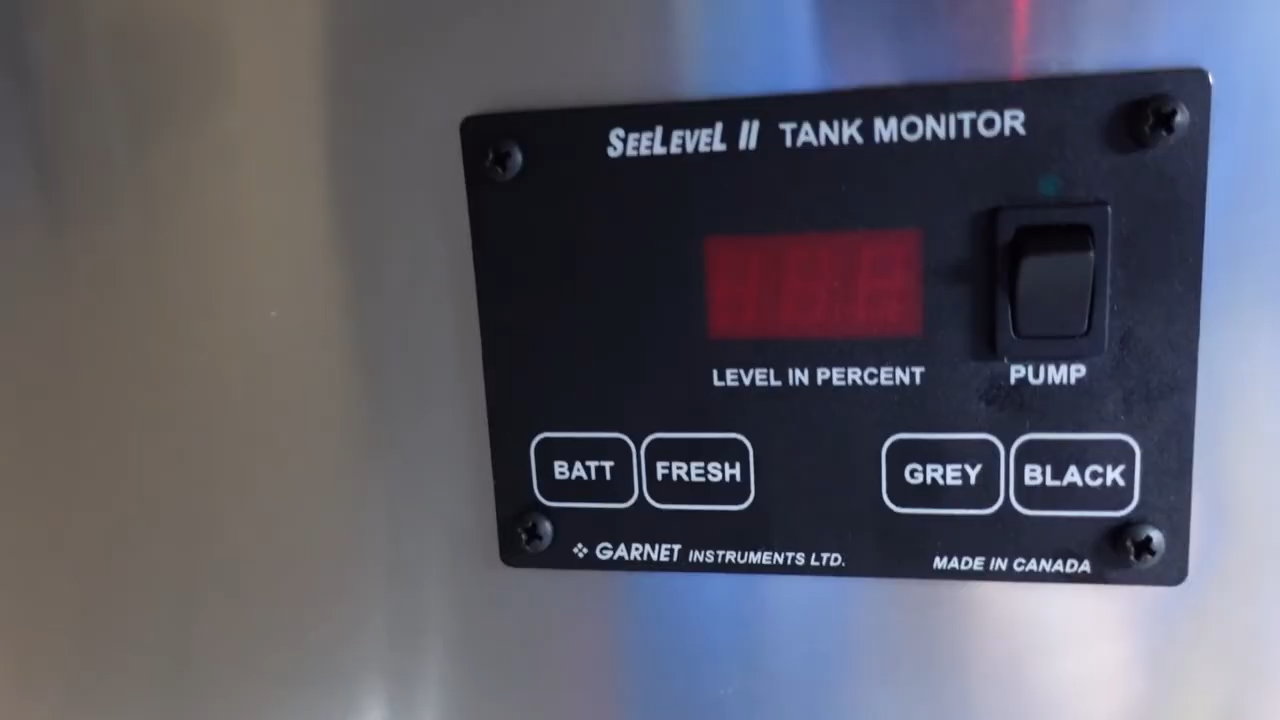 SEELEVEL II TANK MONITOR
LEVEL IN PERCENT
PUMP
BATT FRESH GREY BLACK
GARNET INSTRUMENTS LTD. MADE IN CANADA